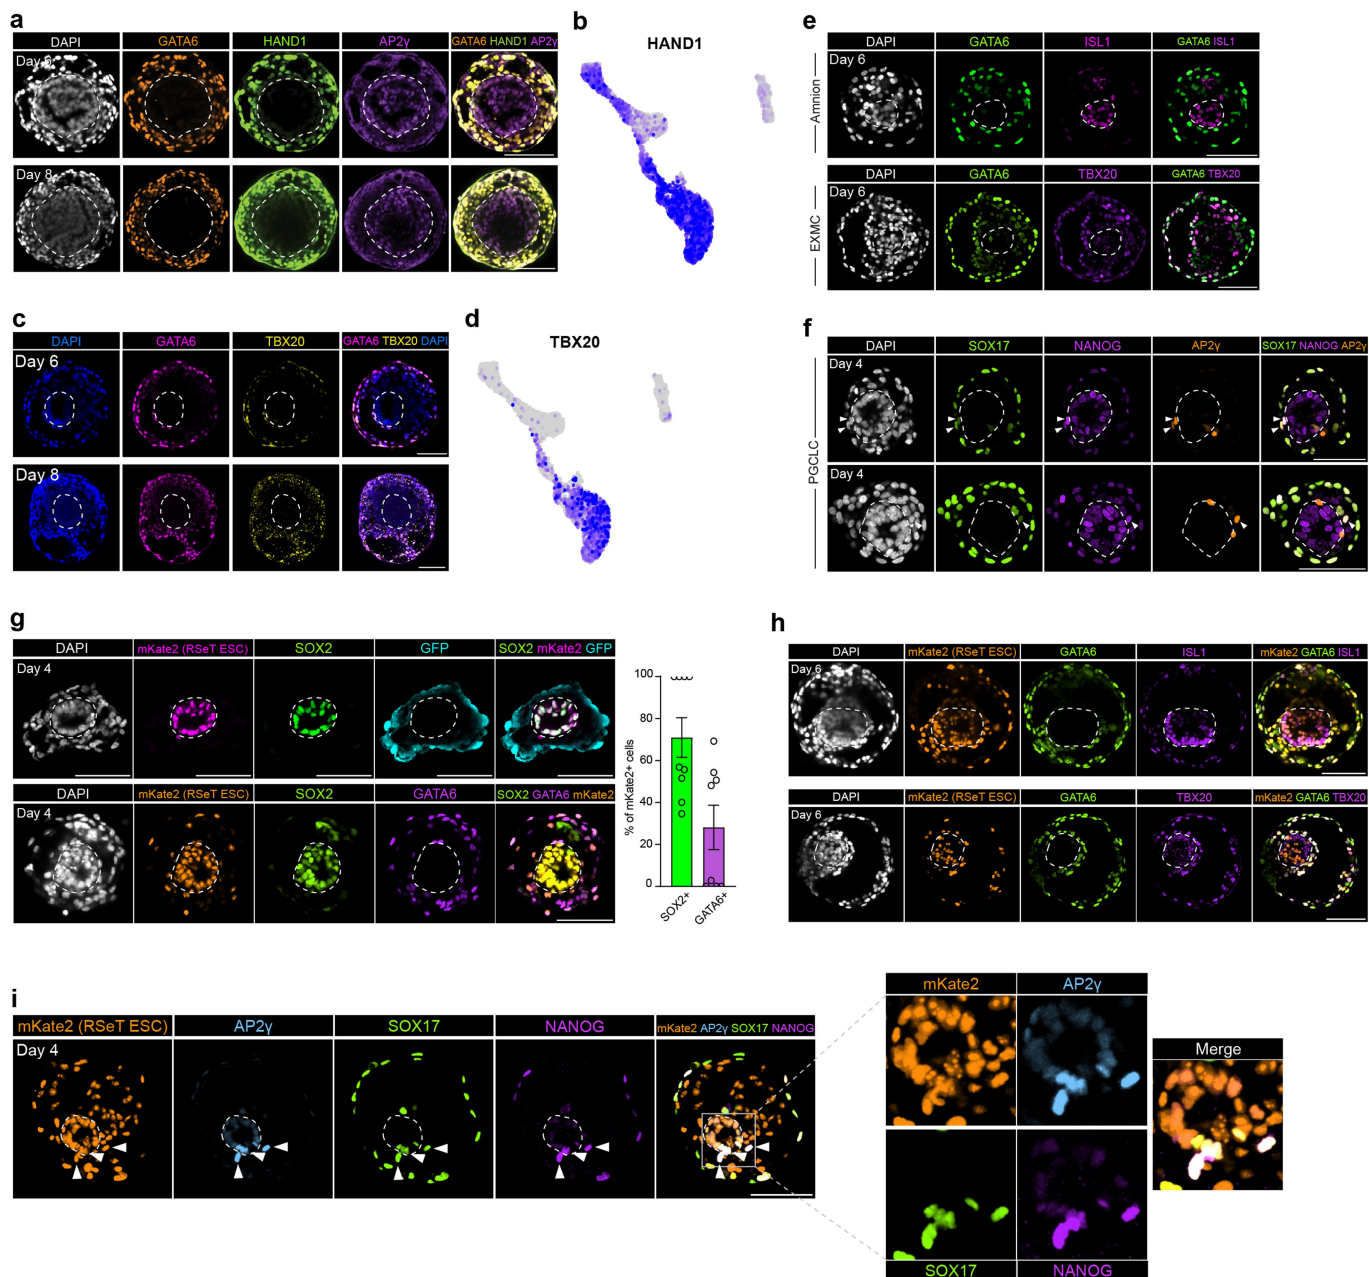 a
DAPI GATA6 HAND1 AP2γ GATA6 HAND1 AP2γ
Day 6
Day 8
b
HAND1
c
DAPI GATA6 TBX20 GATA6 TBX20 DAPI
Day 6
Day 8
d
TBX20
e
DAPI GATA6 ISL1 GATA6 ISL1
Amnion
Day 6
DAPI GATA6 TBX20 GATA6 TBX20
EXMC
Day 6
f
DAPI SOX17 NANOG AP2γ SOX17 NANOG AP2γ
PGCLC
Day 4
Day 4
g
DAPI mKate2 (RSeT ESC) SOX2 GFP SOX2 mKate2 GFP
Day 4
DAPI mKate2 (RSeT ESC) SOX2 GATA6 SOX2 GATA6 mKate2
Day 4
% of mKate2+ cells
100
80
60
40
20
0
SOX2+ GATA6+
h
DAPI mKate2 (RSeT ESC) GATA6 ISL1 mKate2 GATA6 ISL1
Day 6
DAPI mKate2 (RSeT ESC) GATA6 TBX20 mKate2 GATA6 TBX20
Day 6
i
mKate2 (RSeT ESC) AP2γ SOX17 NANOG mKate2 AP2γ SOX17 NANOG
Day 4
mKate2 AP2γ
Merge
SOX17 NANOG